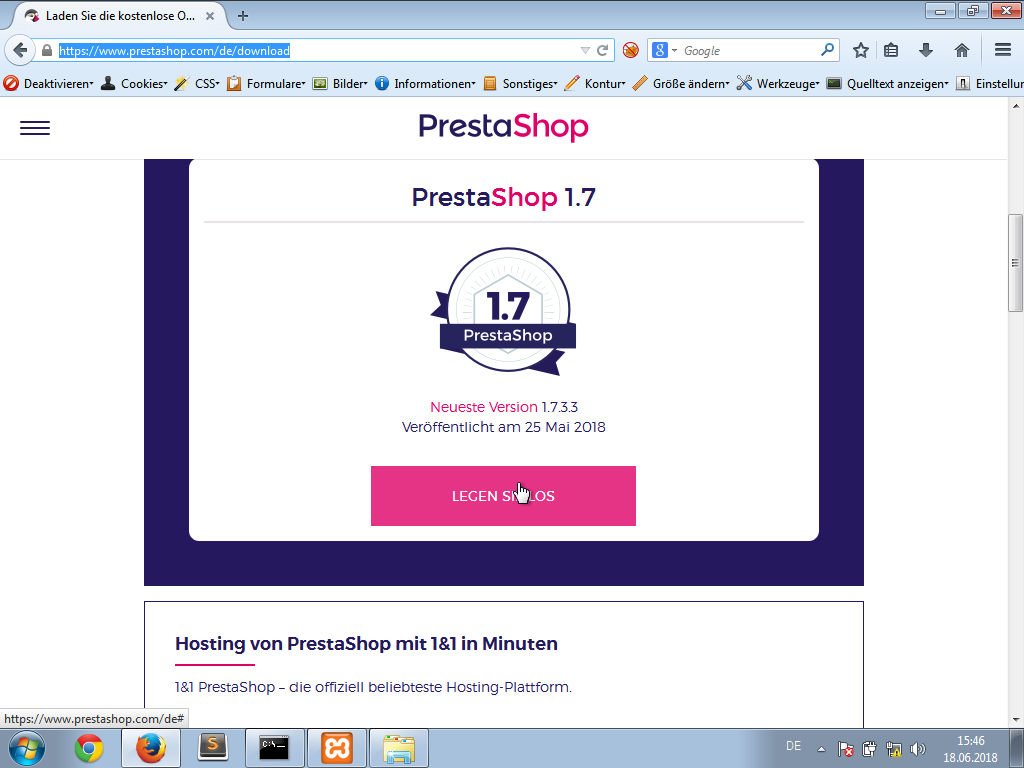 Laden Sie die kostenlose O...
https://www.prestashop.com/de/download
Google
Deaktivieren
Cookies
CSS
Formulare
Bilder
Informationen
Sonstiges
Kontur
Größe ändern
Werkzeuge
Quelltext anzeigen
Einstellu
PrestaShop
PrestaShop 1.7
1.7
PrestaShop
Neueste Version 1.7.3.3
Veröffentlicht am 25 Mai 2018
LEGEN LOS
Hosting von PrestaShop mit 1&1 in Minuten
1&1 PrestaShop – die offiziell beliebteste Hosting-Plattform.
https://www.prestashop.com/de#
DE
15:46
18.06.2018